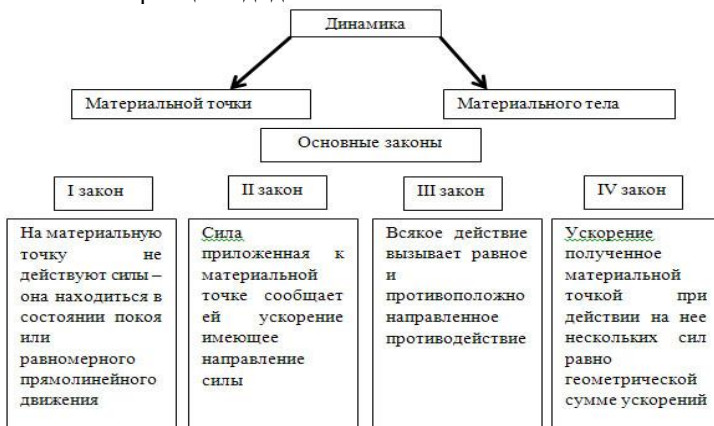 Динамика
Материальной точки
Материального тела
Основные законы
I закон
II закон
III закон
IV закон
На материальную
точку не
действуют силы –
она находиться в
состоянии покоя
или
равномерного
прямолинейного
движения
Сила
приложенная к
материальной
точке сообщает
ей ускорение
имеющее
направление
силы
Всякое действие
вызывает равное
и
противоположно
направленное
противодействие
Ускорение
полученное
материальной
точкой при
действии на нее
нескольких сил
равно
геометрической
сумме ускорений